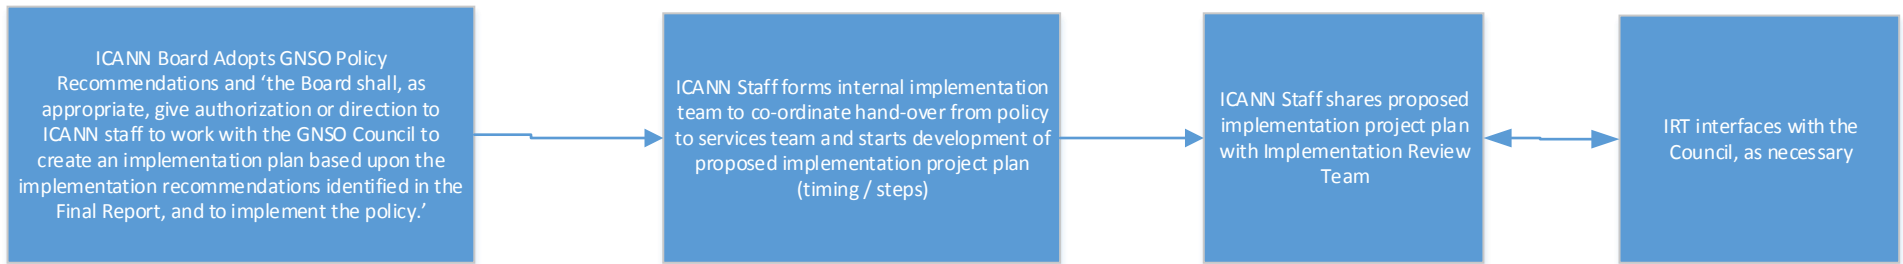 ICANN Board Adopts GNSO Policy
Recommendations and ‘the Board shall, as
appropriate, give authorization or direction to
ICANN staff to work with the GNSO Council to
create an implementation plan based upon the
implementation recommendations identified in the
Final Report, and to implement the policy.’
ICANN Staff forms internal implementation
team to co-ordinate hand-over from policy
to services team and starts development of
proposed implementation project plan
(timing / steps)
ICANN Staff shares proposed
implementation project plan
with Implementation Review
Team
IRT interfaces with the
Council, as necessary